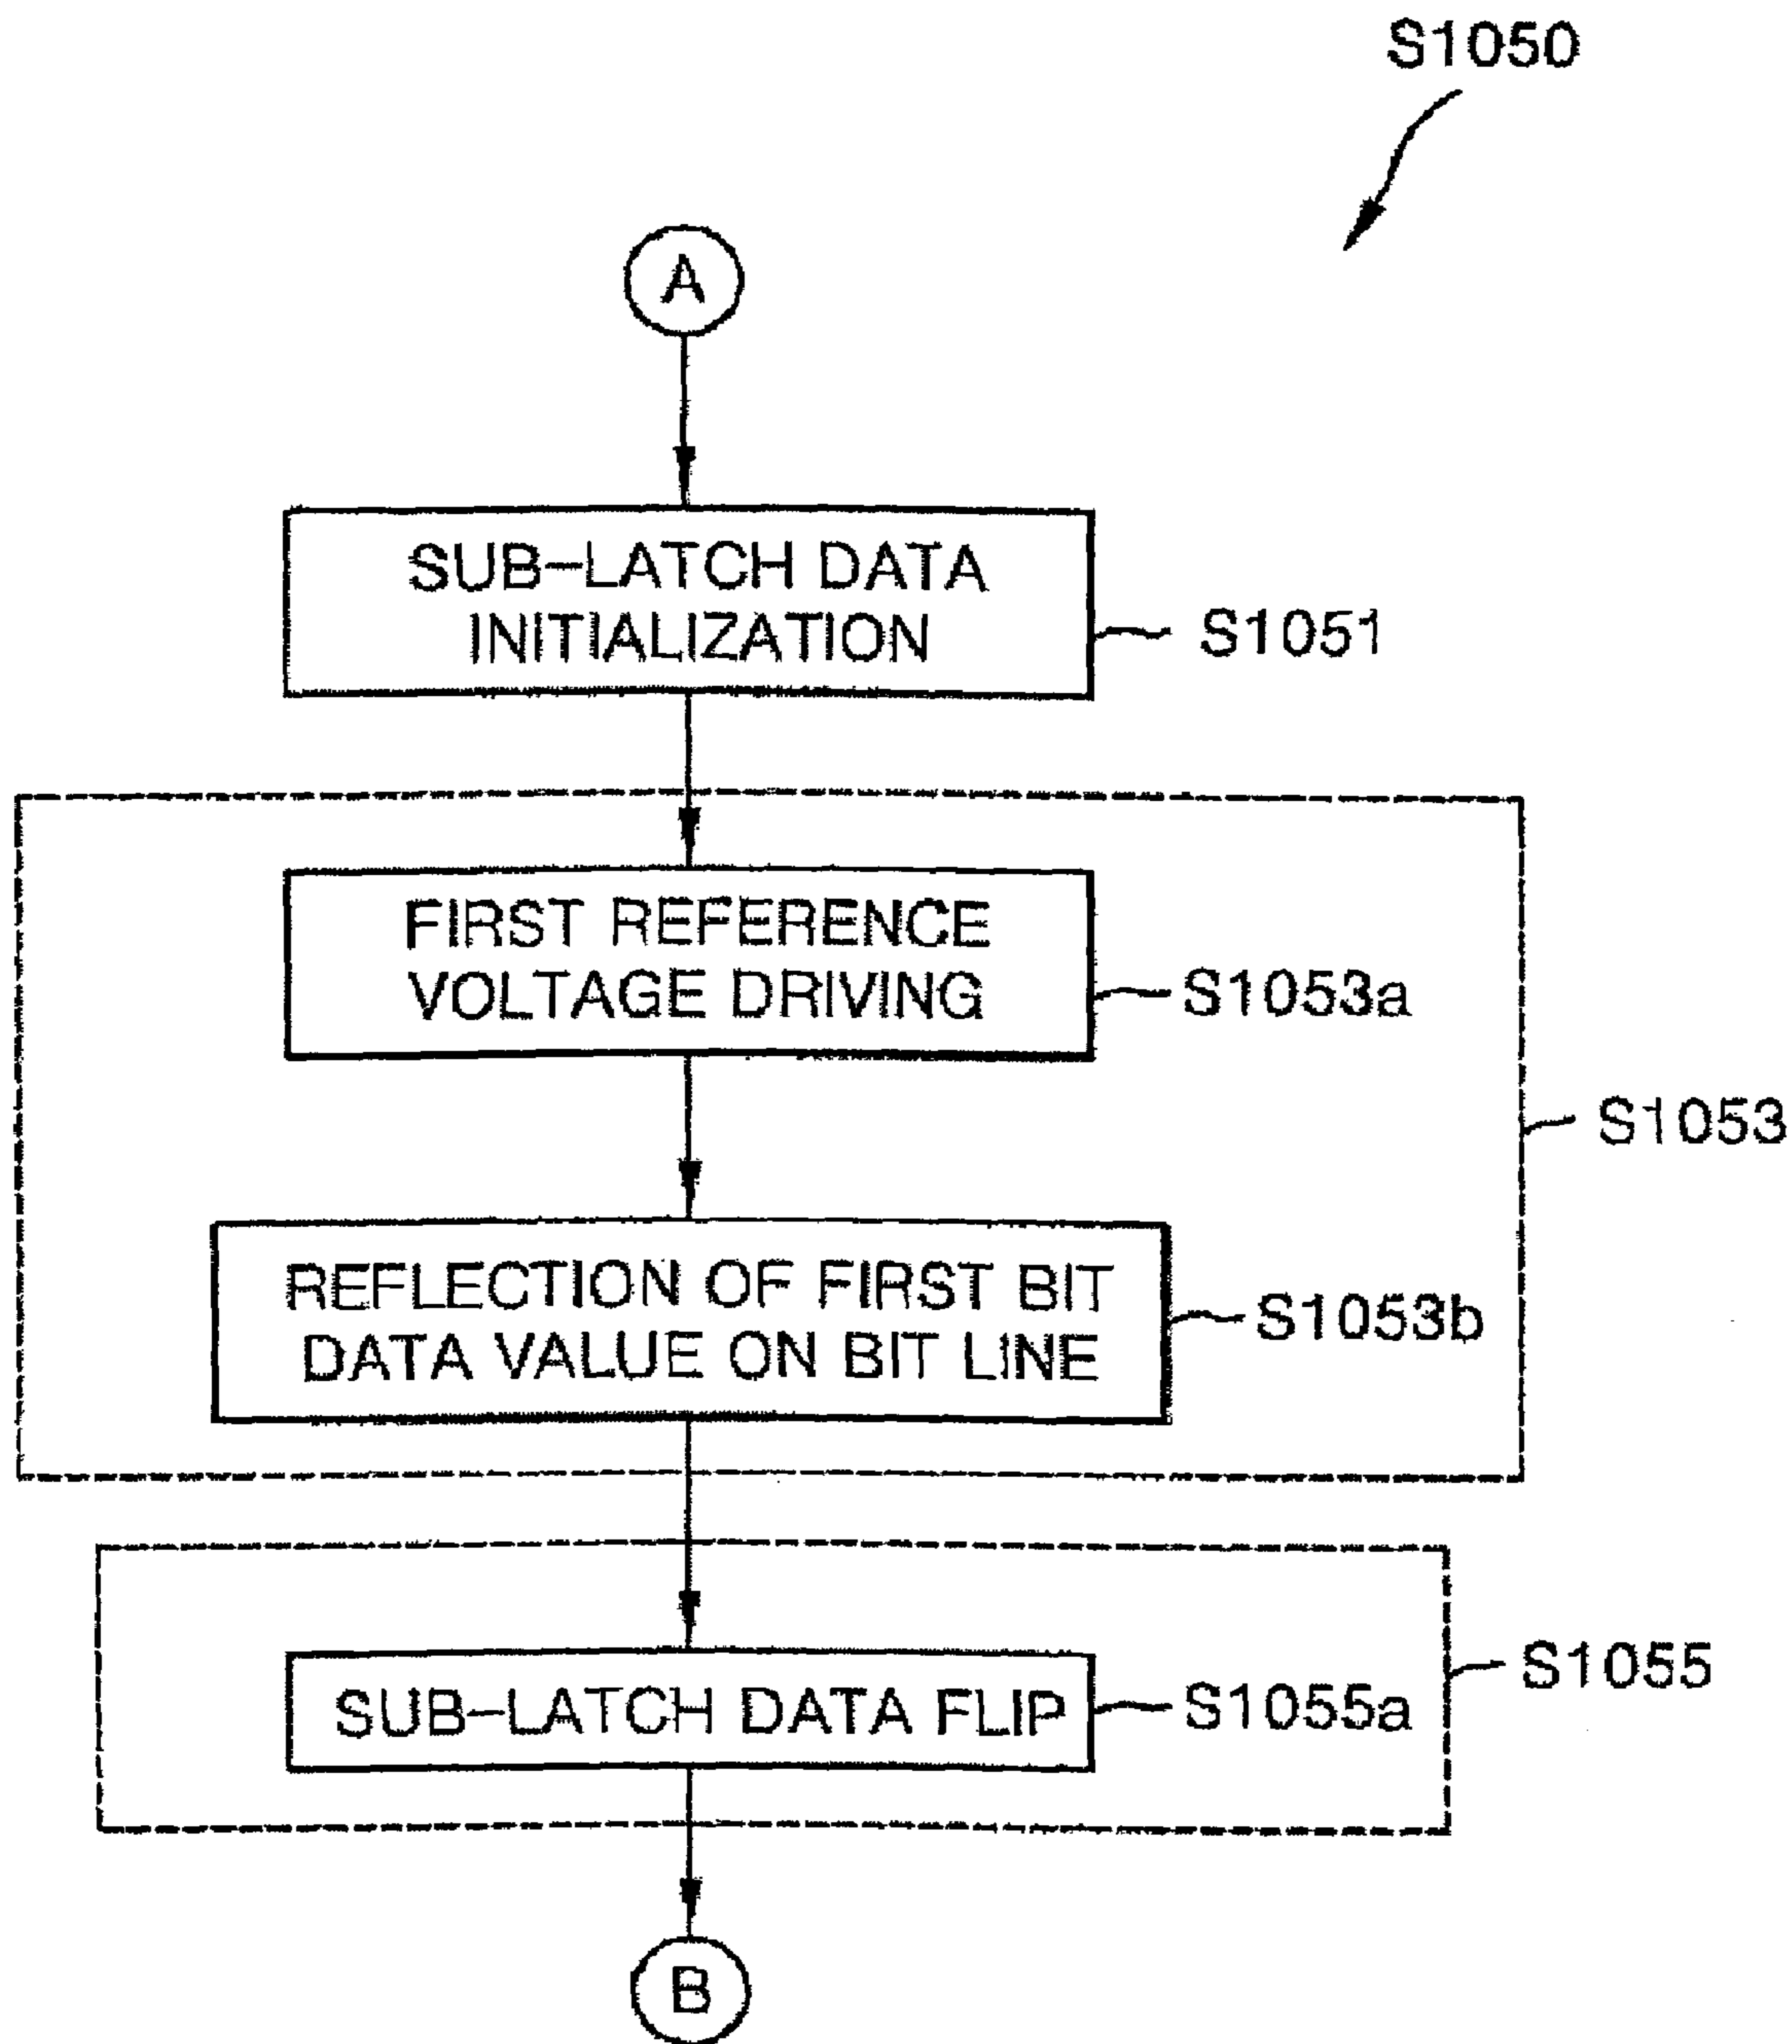 S1050
A
SUB-LATCH DATA
INITIALIZATION
S1051
FIRST REFERENCE
VOLTAGE DRIVING
S1053a
S1053
REFLECTION OF FIRST BIT
DATA VALUE ON BIT LINE
S1053b
SUB-LATCH DATA FLIP
S1055a
S1055
B